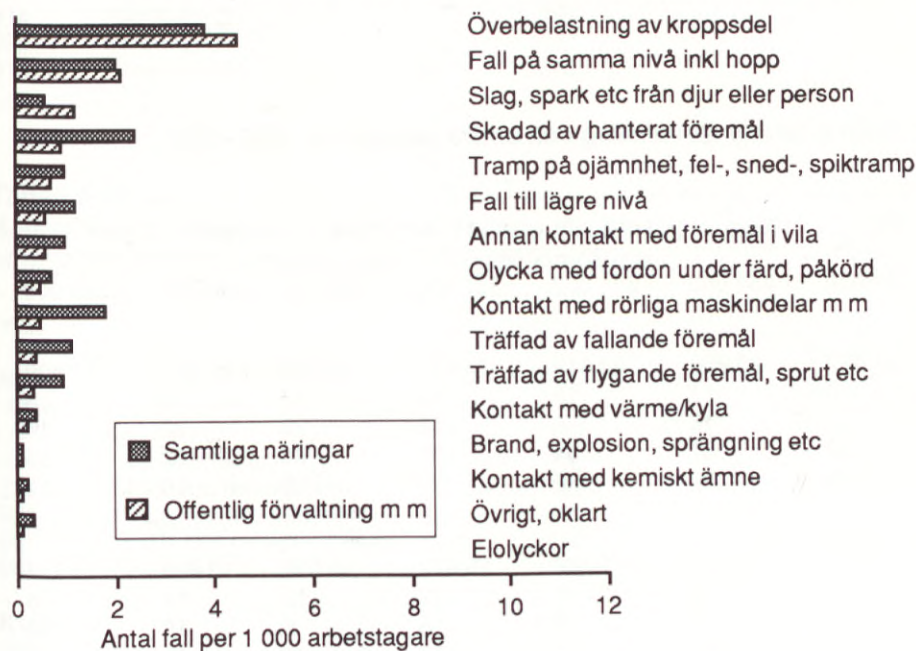 Överbelastning av kroppsdel
Fall på samma nivå inkl hopp
Slag, spark etc från djur eller person
Skadad av hanterat föremål
Tramp på ojämnhet, fel-, sned-, spiktramp
Fall till lägre nivå
Annan kontakt med föremål i vila
Olycka med fordon under färd, påkörd
Kontakt med rörliga maskindelar m m
Träffad av fallande föremål
Träffad av flygande föremål, sprut etc
Kontakt med värme/kyla
Brand, explosion, sprängning etc
Kontakt med kemiskt ämne
Övrigt, oklart
Elolyckor
Samtliga näringar
Offentlig förvaltning m m
0 2 4 6 8 10 12
Antal fall per 1 000 arbetstagare